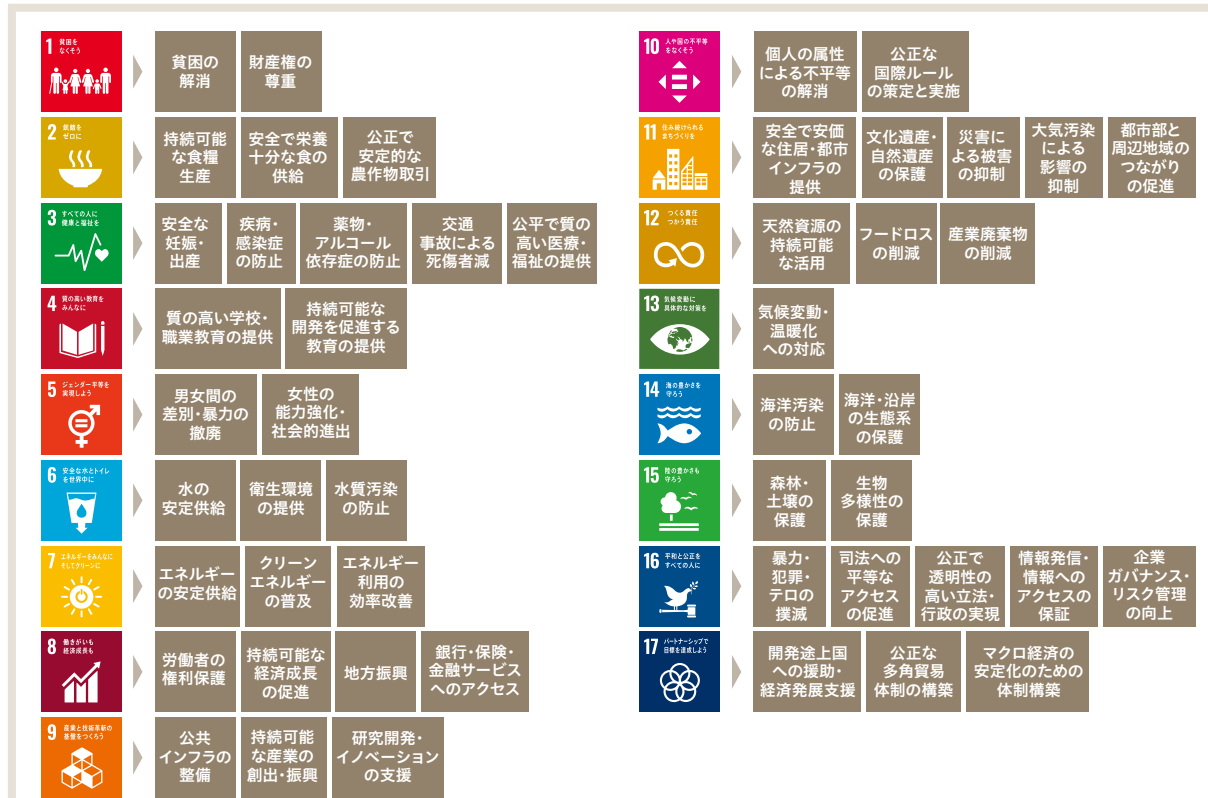 1 貧困を
なくそう
貧困の
解消
財産権の
尊重
2 飢餓を
ゼロに
持続可能
な食糧
生産
安全で栄養
十分な食の
供給
公正で
安定的な
農作物取引
3 すべての人に
健康と福祉を
安全な
妊娠・
出産
疾病・
感染症
の防止
薬物・
アルコール
依存症の防止
交通
事故による
死傷者減
公平で質の
高い医療・
福祉の提供
4 質の高い教育を
みんなに
質の高い学校・
職業教育の提供
持続可能な
開発を促進する
教育の提供
5 ジェンダー平等を
実現しよう
男女間の
差別・暴力の
撤廃
女性の
能力強化・
社会的進出
6 安全な水とトイレ
を世界中に
水の
安定供給
衛生環境
の提供
水質汚染
の防止
7 エネルギーをみんなに
そしてクリーンに
エネルギー
の安定供給
クリーン
エネルギー
の普及
エネルギー
利用の
効率改善
8 働きがいも
経済成長も
労働者の
権利保護
持続可能な
経済成長
の促進
地方振興
銀行・保険・
金融サービス
へのアクセス
9 産業と技術革新の
基盤をつくろう
公共
インフラの
整備
持続可能
な産業の
創出・振興
研究開発・
イノベーション
の支援
10 人や国の不平等
をなくそう
個人の属性
による不平等
の解消
公正な
国際ルール
の策定と実施
11 住み続けられる
まちづくりを
安全で安価
な住居・都市
インフラの
提供
文化遺産・
自然遺産
の保護
災害に
よる被害
の抑制
大気汚染
による
影響の
抑制
都市部と
周辺地域の
つながり
の促進
12 つくる責任
つかう責任
天然資源の
持続可能
な活用
フードロス
の削減
産業廃棄物
の削減
13 気候変動に
具体的な対策を
気候変動・
温暖化
への対応
14 海の豊かさを
守ろう
海洋汚染
の防止
海洋・沿岸
の生態系
の保護
15 陸の豊かさも
守ろう
森林・
土壌の
保護
生物
多様性の
保護
16 平和と公正を
すべての人に
暴力・
犯罪・
テロの
撲滅
司法への
平等な
アクセス
の促進
公正で
透明性の
高い立法・
行政の実現
情報発信・
情報への
アクセスの
保証
企業
ガバナンス・
リスク管理
の向上
17 パートナーシップで
目標を達成しよう
開発途上国
への援助・
経済発展支援
公正な
多角貿易
体制の構築
マクロ経済の
安定化のための
体制構築